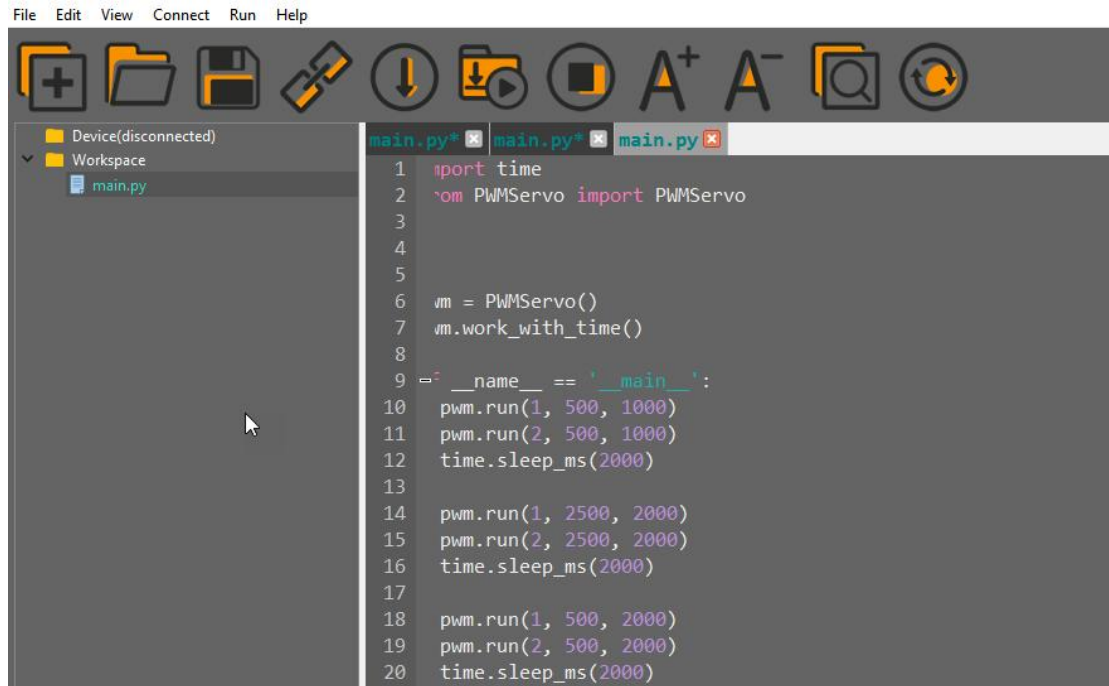 File Edit View Connect Run Help
A+ A-
Device(disconnected)
Workspace
main.py
main.py* main.py* main.py
1 mport time
2 rom PWMServo import PWMServo
3
4
5
6 wm = PWMServo()
7 wm.work_with_time()
8
9 f __name__ == '__main__':
10 pwm.run(1, 500, 1000)
11 pwm.run(2, 500, 1000)
12 time.sleep_ms(2000)
13
14 pwm.run(1, 2500, 2000)
15 pwm.run(2, 2500, 2000)
16 time.sleep_ms(2000)
17
18 pwm.run(1, 500, 2000)
19 pwm.run(2, 500, 2000)
20 time.sleep_ms(2000)